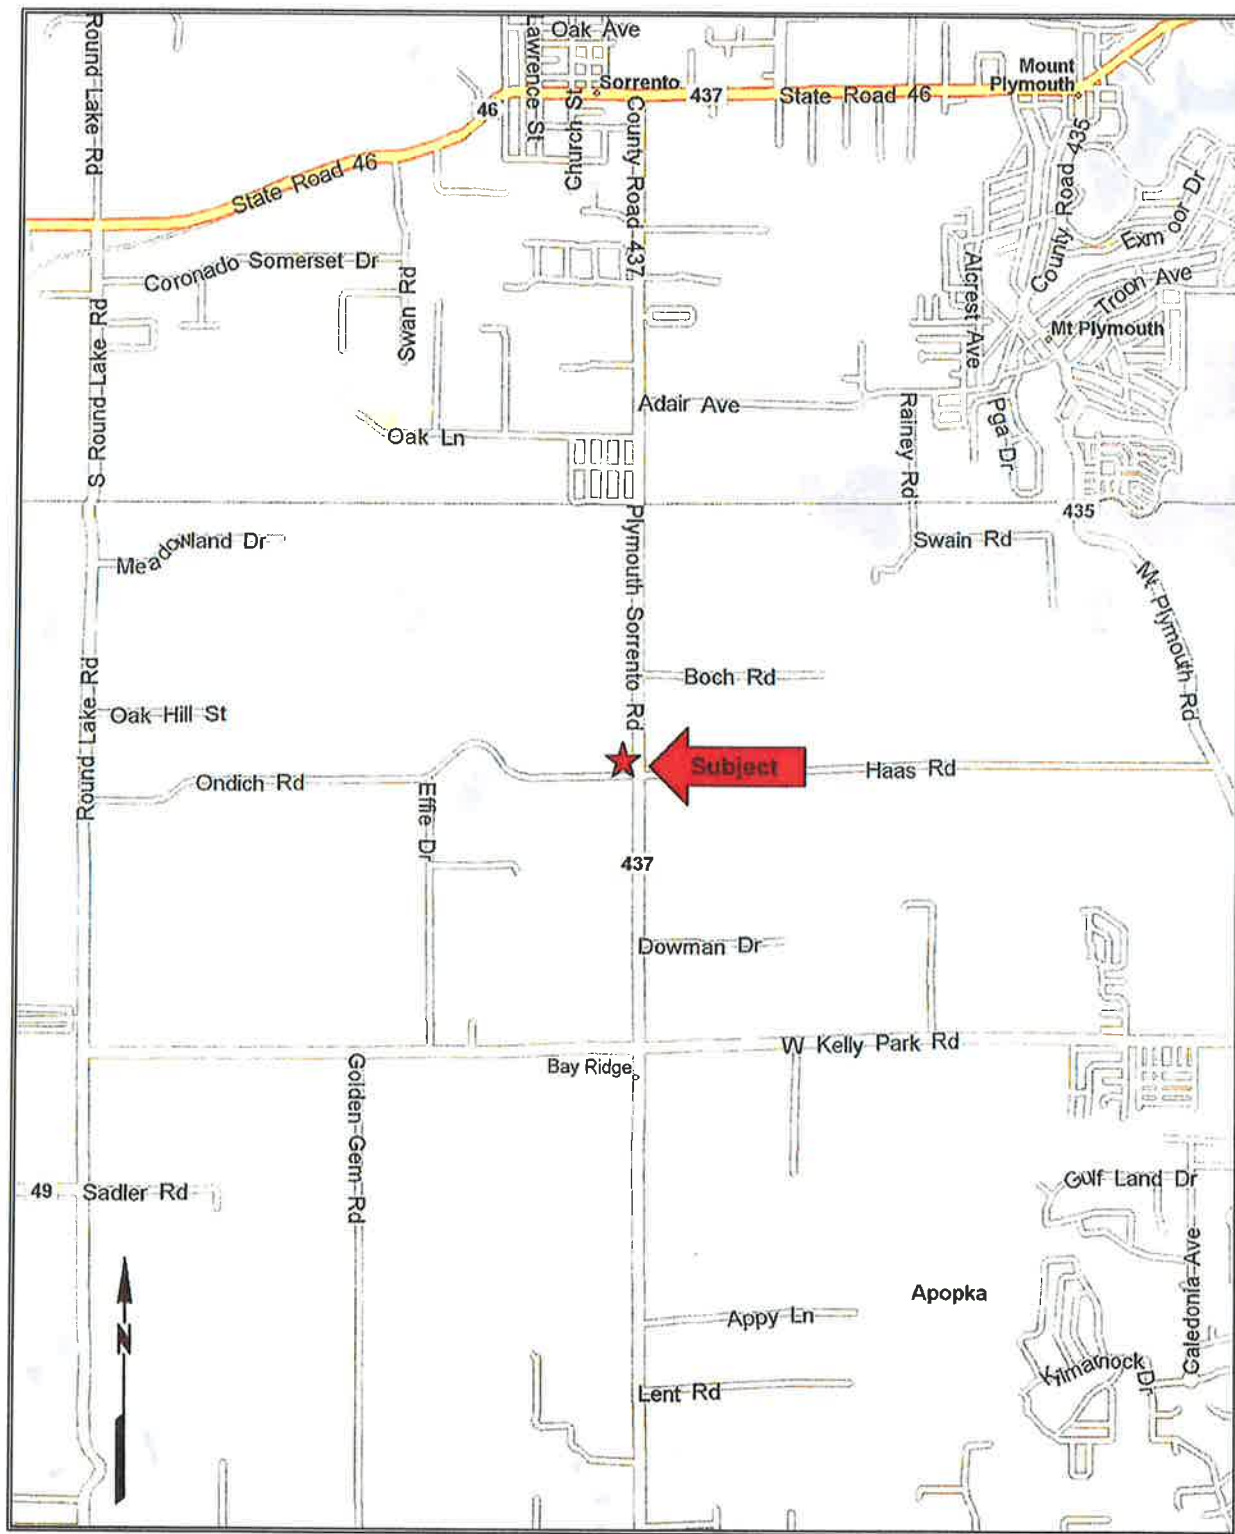 Round Lake Rd
Lawrence St
Oak Ave
Sorrento
Mount
Plymouth
46
437
State Road 46
Church St
County Road 437
County Road 435
State Road 46
Exmoor Dr
Coronado Somerset Dr
Swan Rd
Alcrest Ave
Troon Ave
Mt Plymouth
S Round Lake Rd
Adair Ave
Rainey Rd
Pga Dr
Oak Ln
435
Plymouth Sorrento Rd
Meadowland Dr
Swain Rd
Mt Plymouth Rd
Round Lake Rd
Boch Rd
Oak Hill St
Subject
Haas Rd
Ondich Rd
Effie Dr
437
Dowman Dr
W Kelly Park Rd
Bay Ridge
Golden Gem Rd
49
Sadler Rd
Gulf Land Dr
Caledonia Ave
N
Apopka
Appy Ln
Kilmarnock Dr
Lent Rd